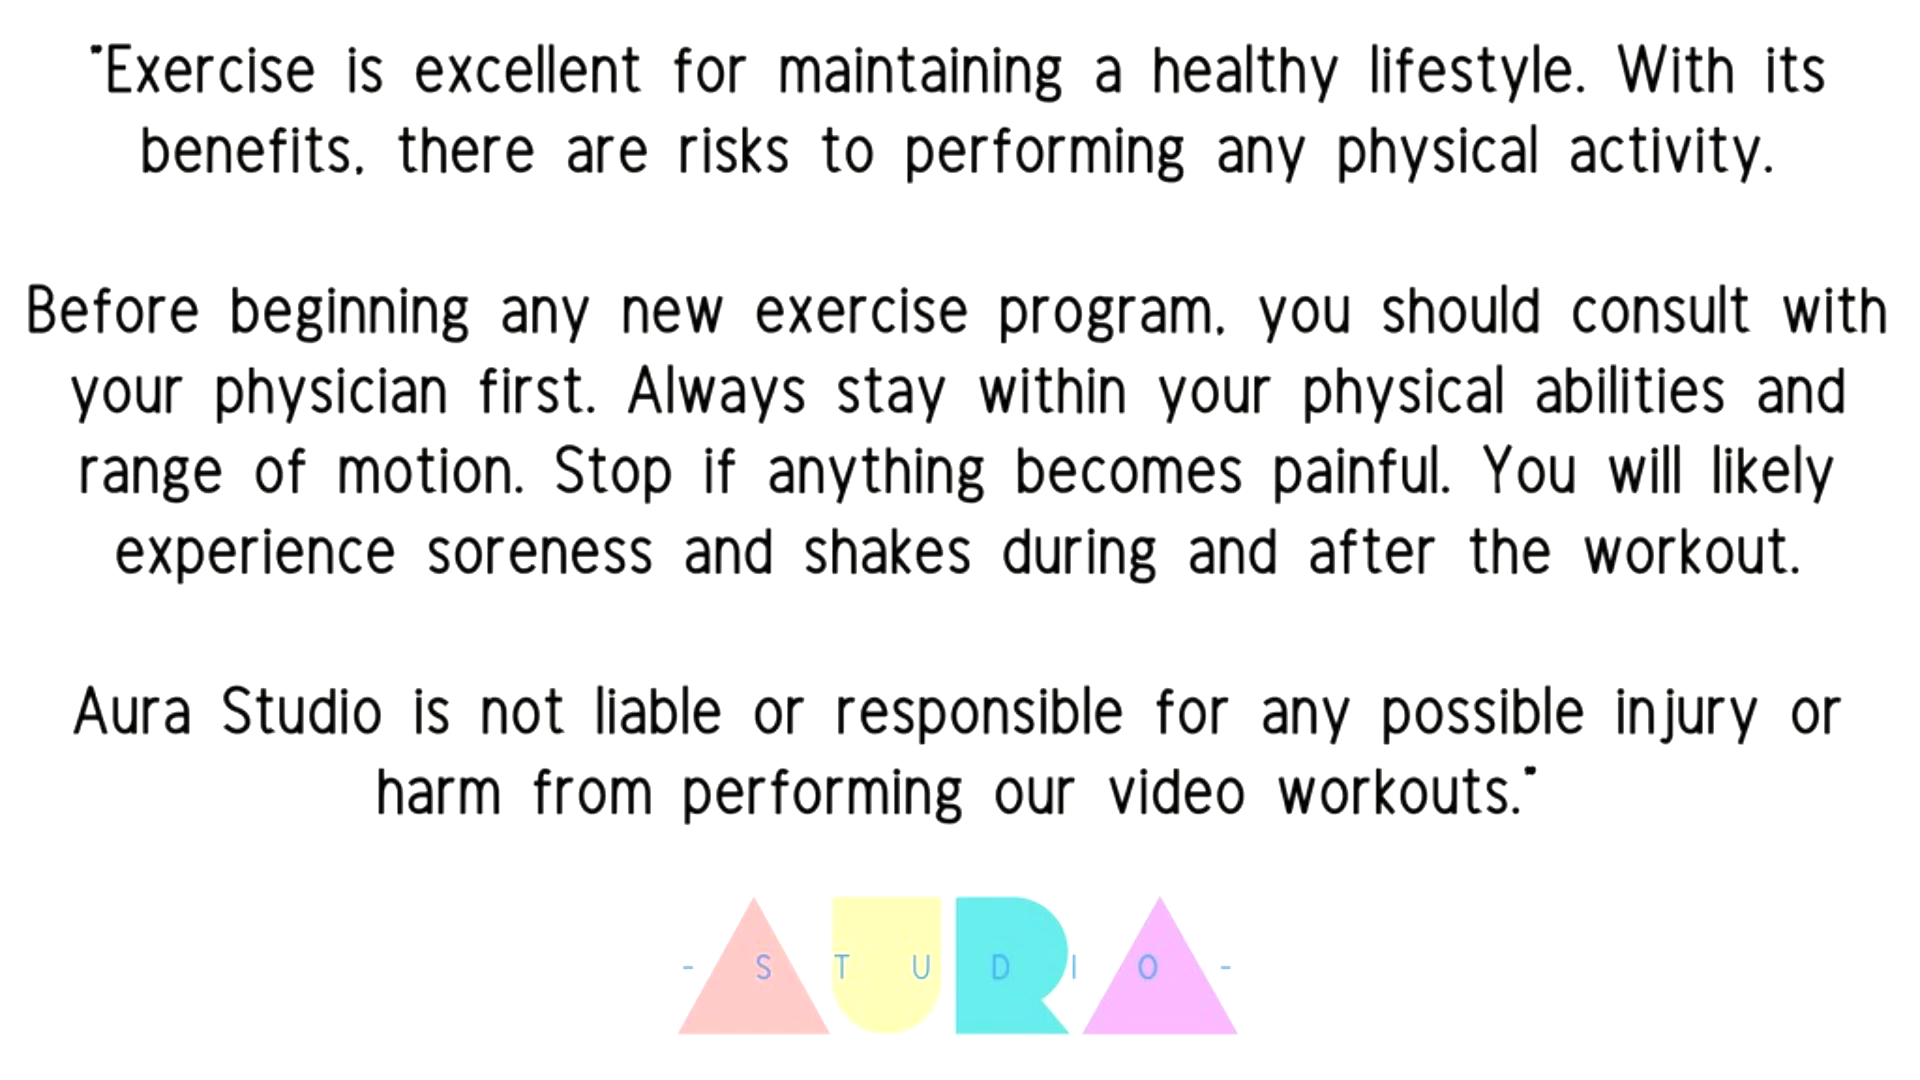 "Exercise is excellent for maintaining a healthy lifestyle. With its
benefits, there are risks to performing any physical activity.
Before beginning any new exercise program, you should consult with
your physician first. Always stay within your physical abilities and
range of motion. Stop if anything becomes painful. You will likely
experience soreness and shakes during and after the workout.
Aura Studio is not liable or responsible for any possible injury or
harm from performing our video workouts."
AURA
- STUDIO -